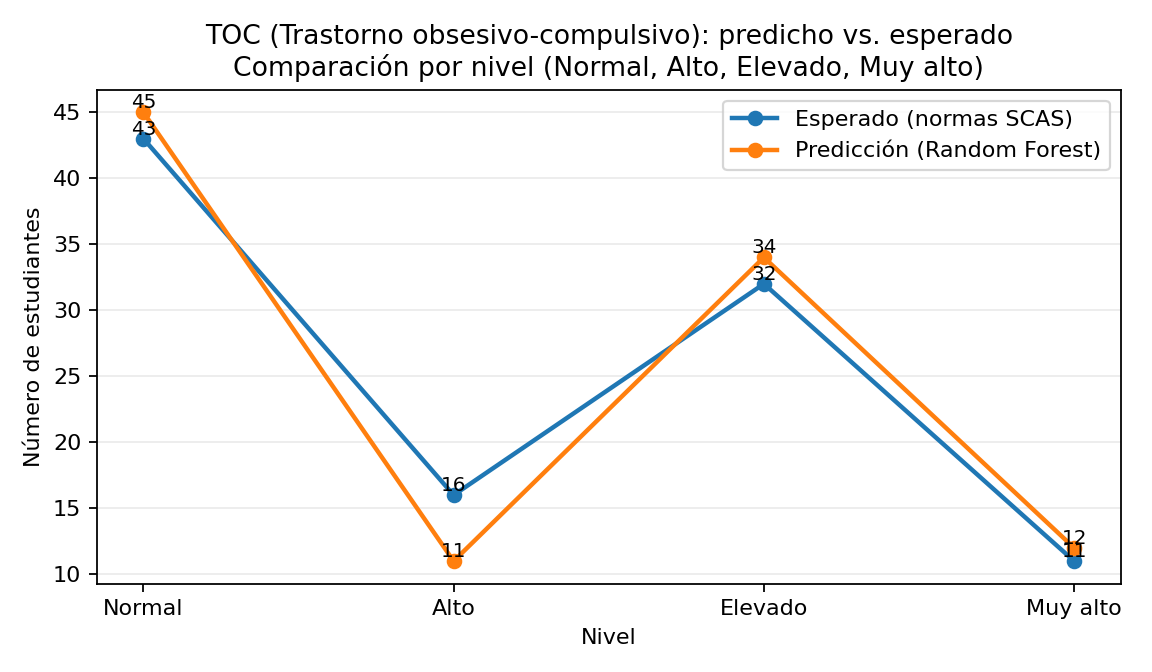 TOC (Trastorno obsesivo-compulsivo): predicho vs. esperado
Comparación por nivel (Normal, Alto, Elevado, Muy alto)
Esperado (normas SCAS)
Predicción (Random Forest)
Número de estudiantes
45
40
35
30
25
20
15
10
45
43
16
11
34
32
12
11
Normal
Alto
Elevado
Muy alto
Nivel